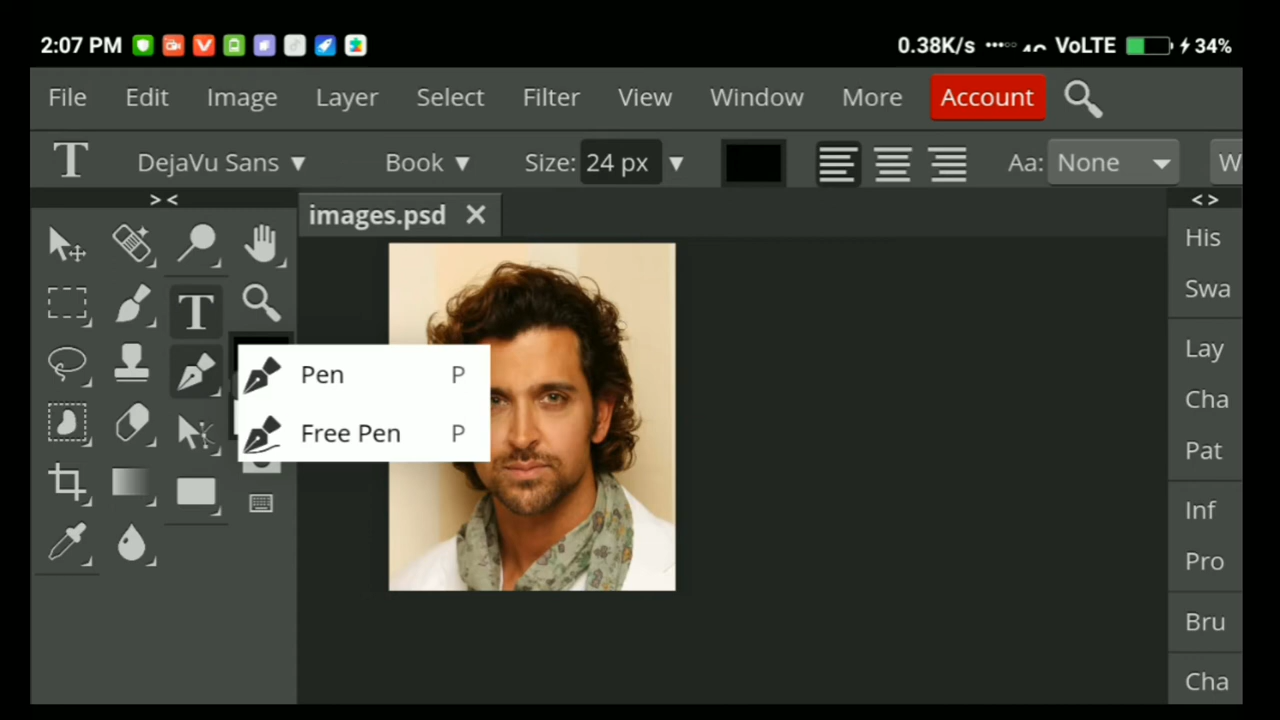 2:07 PM 0.38K/s 4G VoLTE 34%
File Edit Image Layer Select Filter View Window More Account
T DejaVu Sans Book Size: 24 px Aa: None W
> < < >
images.psd
His
Swa
T
Lay
Pen P
Cha
Free Pen P
Pat
Inf
Pro
Bru
Cha